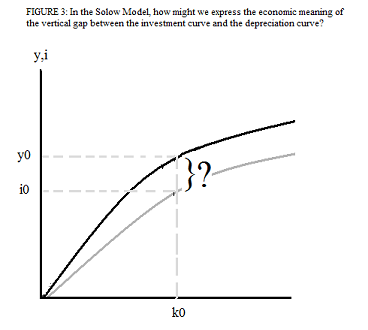 FIGURE 3: In the Solow Model, how might we express the economic meaning of
the vertical gap between the investment curve and the depreciation curve?
y,i
y0
}?
i0
k0